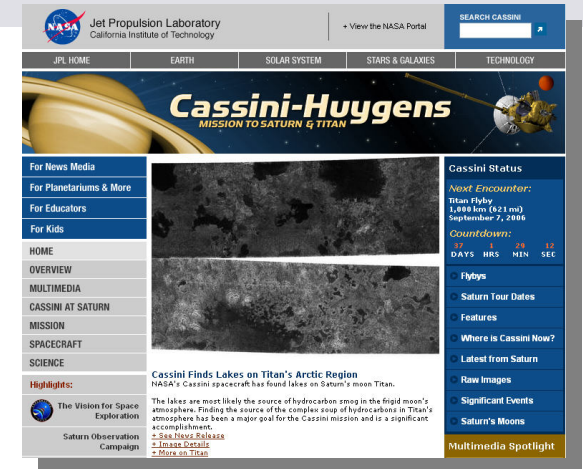 NASA
Jet Propulsion Laboratory
California Institute of Technology
+ View the NASA Portal
SEARCH CASSINI
JPL HOME
EARTH
SOLAR SYSTEM
STARS & GALAXIES
TECHNOLOGY
Cassini-Huygens
MISSION TO SATURN & TITAN
For News Media
For Planetariums & More
For Educators
For Kids
HOME
OVERVIEW
MULTIMEDIA
CASSINI AT SATURN
MISSION
SPACECRAFT
SCIENCE
Highlights:
The Vision for Space
Exploration
Saturn Observation
Campaign
Cassini Finds Lakes on Titan's Arctic Region
NASA's Cassini spacecraft has found lakes on Saturn's moon Titan.
The lakes are most likely the source of hydrocarbon smog in the frigid moon's
atmosphere. Finding the source of the complex soup of hydrocarbons in Titan's
atmosphere has been a major goal for the Cassini mission and is a significant
accomplishment.
+ See News Release
+ Image Details
+ More on Titan
Cassini Status
Next Encounter:
Titan Flyby
1,000 km (621 mi)
September 7, 2006
Countdown:
37 1 29 12
DAYS HRS MIN SEC
Flybys
Saturn Tour Dates
Features
Where is Cassini Now?
Latest from Saturn
Raw Images
Significant Events
Saturn's Moons
Multimedia Spotlight